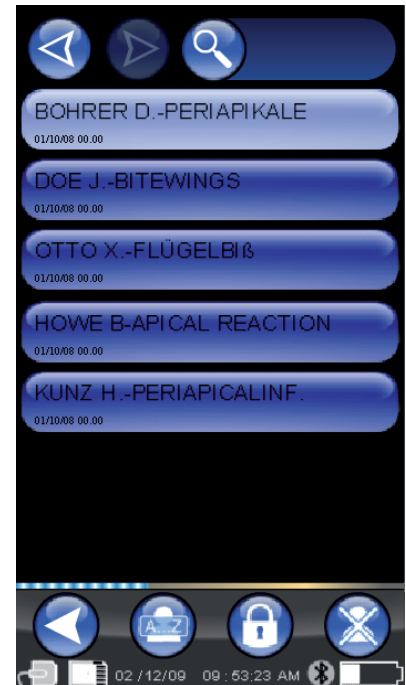 BOHRER D.-PERIAPIKALE
01/10/08 00.00
DOE J.-BITEWINGS
01/10/08 00.00
OTTO X.-FLÜGELBIß
01/10/08 00.00
HOWE B-APICAL REACTION
01/10/08 00.00
KUNZ H.-PERIAPICALINF.
01/10/08 00.00
A...Z
02 /12/09 09 : 53:23 AM